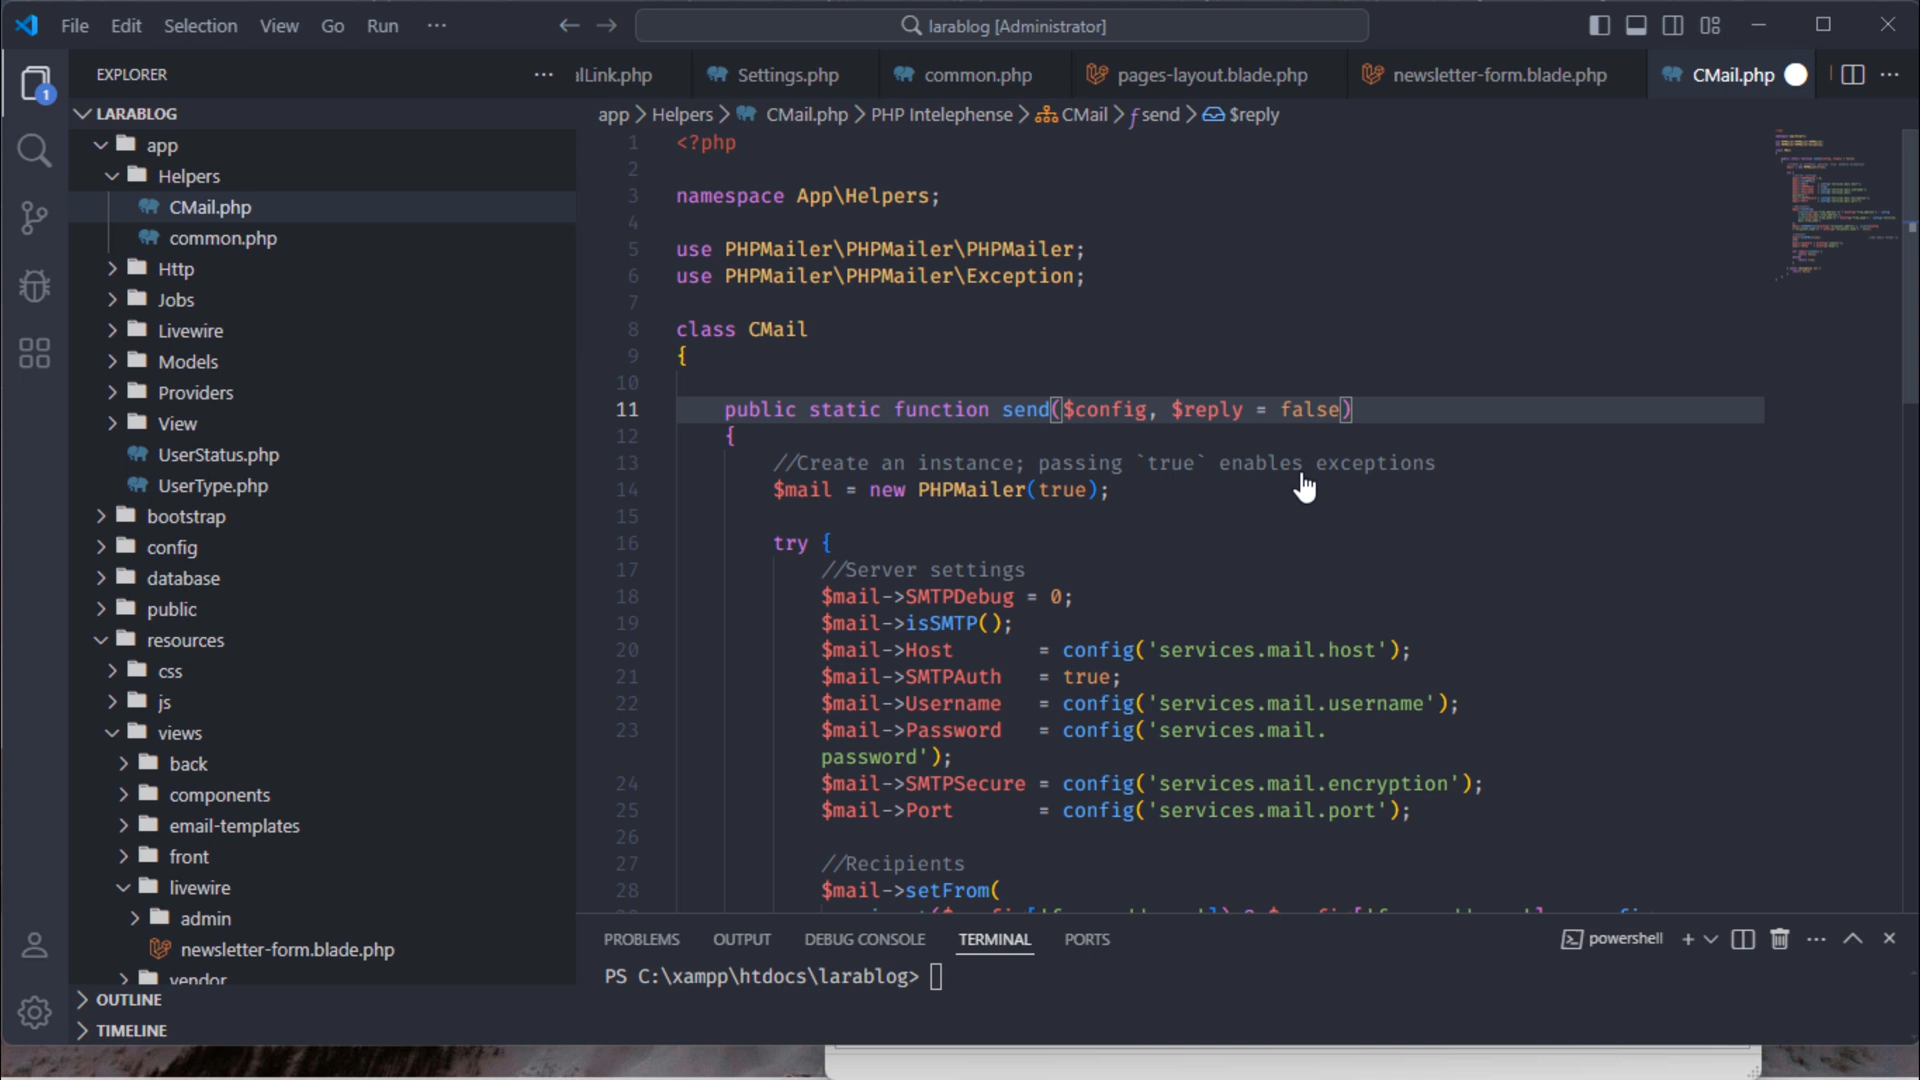 File Edit View Go Run ···
larablog [Administrator]
EXPLORER ···
lLink.php Settings.php common.php pages-layout.blade.php newsletter-form.blade.php CMail.php ···
1
LARABLOG
app > Helpers > CMail.php > PHP Intelephense > CMail > send > $reply
app
Helpers
CMail.php
common.php
Http
Jobs
Livewire
Models
Providers
View
UserStatus.php
UserType.php
bootstrap
config
database
public
resources
css
js
views
back
components
email-templates
front
livewire
admin
newsletter-form.blade.php
vendor
OUTLINE
TIMELINE
1 <?php
2
3 namespace App\Helpers;
4
5 use PHPMailer\PHPMailer\PHPMailer;
6 use PHPMailer\PHPMailer\Exception;
7
8 class CMail
9 {
10
11 public static function send($config, $reply = false)
12 {
13 //Create an instance; passing `true` enables exceptions
14 $mail = new PHPMailer(true);
15
16 try {
17 //Server settings
18 $mail->SMTPDebug = 0;
19 $mail->isSMTP();
20 $mail->Host = config('services.mail.host');
21 $mail->SMTPAuth = true;
22 $mail->Username = config('services.mail.username');
23 $mail->Password = config('services.mail.
password');
24 $mail->SMTPSecure = config('services.mail.encryption');
25 $mail->Port = config('services.mail.port');
26
27 //Recipients
28 $mail->setFrom(
PROBLEMS OUTPUT DEBUG CONSOLE TERMINAL PORTS powershell + ···
PS C:\xampp\htdocs\larablog>